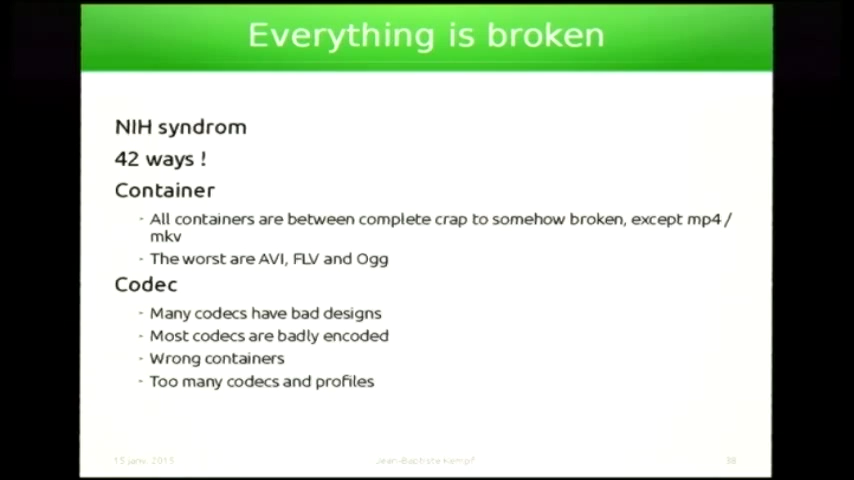 Everything is broken
NIH syndrom
42 ways !
Container
- All containers are between complete crap to somehow broken, except mp4 /
mkv
- The worst are AVI, FLV and Ogg
Codec
- Many codecs have bad designs
- Most codecs are badly encoded
- Wrong containers
- Too many codecs and profiles
15 janv. 2015
Jean-Baptiste Kempf
38